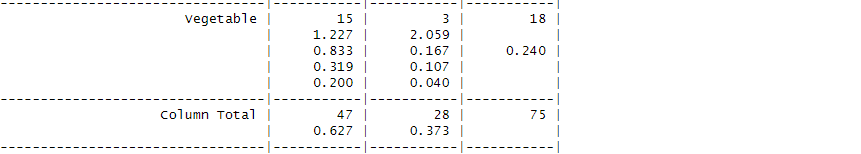 --------------------------------|-----------|-----------|-----------|
Vegetable | 15 | 3 | 18 |
| 1.227 | 2.059 | |
| 0.833 | 0.167 | 0.240 |
| 0.319 | 0.107 | |
| 0.200 | 0.040 | |
--------------------------------|-----------|-----------|-----------|
Column Total | 47 | 28 | 75 |
| 0.627 | 0.373 | |
--------------------------------|-----------|-----------|-----------|